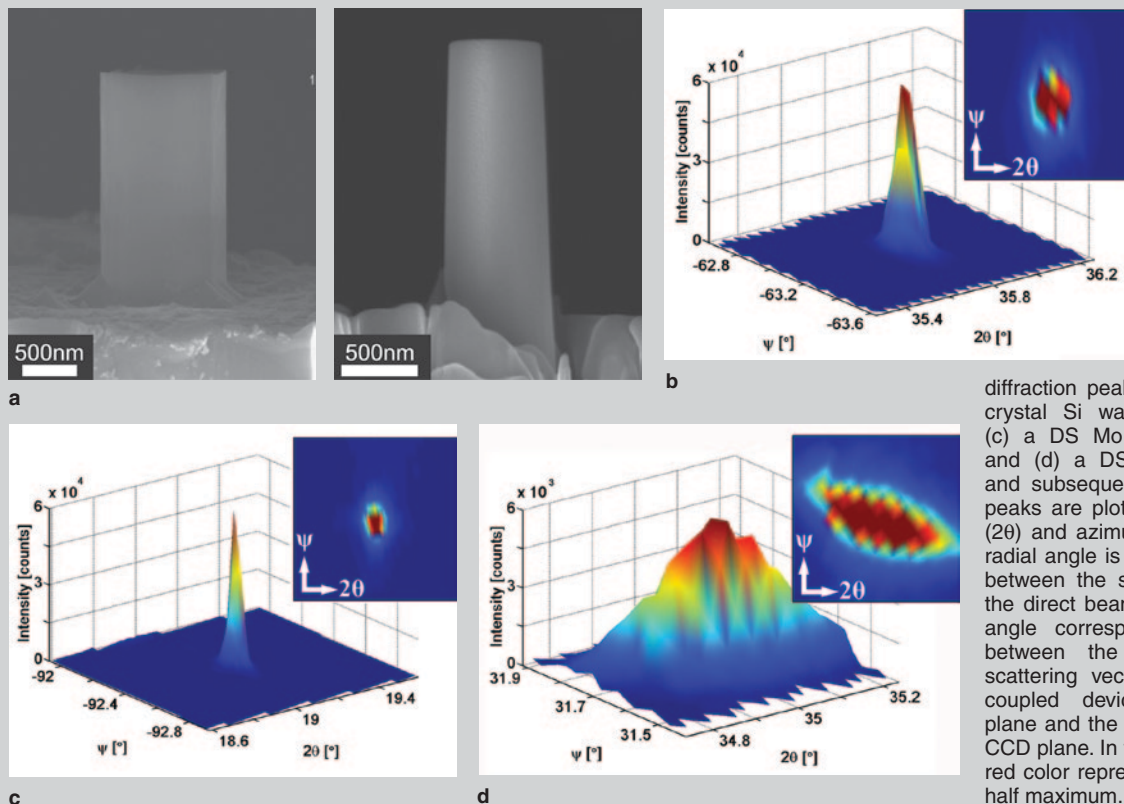 500nm
500nm
1
a
Intensity [counts]
x 10⁴
6
3
0
-62.8
-63.2
-63.6
ψ [°]
35.4
35.8
36.2
2θ [°]
ψ
2θ
b
Intensity [counts]
x 10⁴
6
3
0
-92
-92.4
-92.8
ψ [°]
18.6
19
19.4
2θ [°]
ψ
2θ
c
Intensity [counts]
x 10³
6
3
0
31.9
31.7
31.5
ψ [°]
34.8
35
35.2
2θ [°]
ψ
2θ
d
diffraction peal
crystal Si wa
(c) a DS Mo
and (d) a DS
and subseque
peaks are plot
(2θ) and azimu
radial angle is
between the s
the direct bear
angle corresp
between the
scattering vec
coupled devic
plane and the
CCD plane. In
red color repre
half maximum.